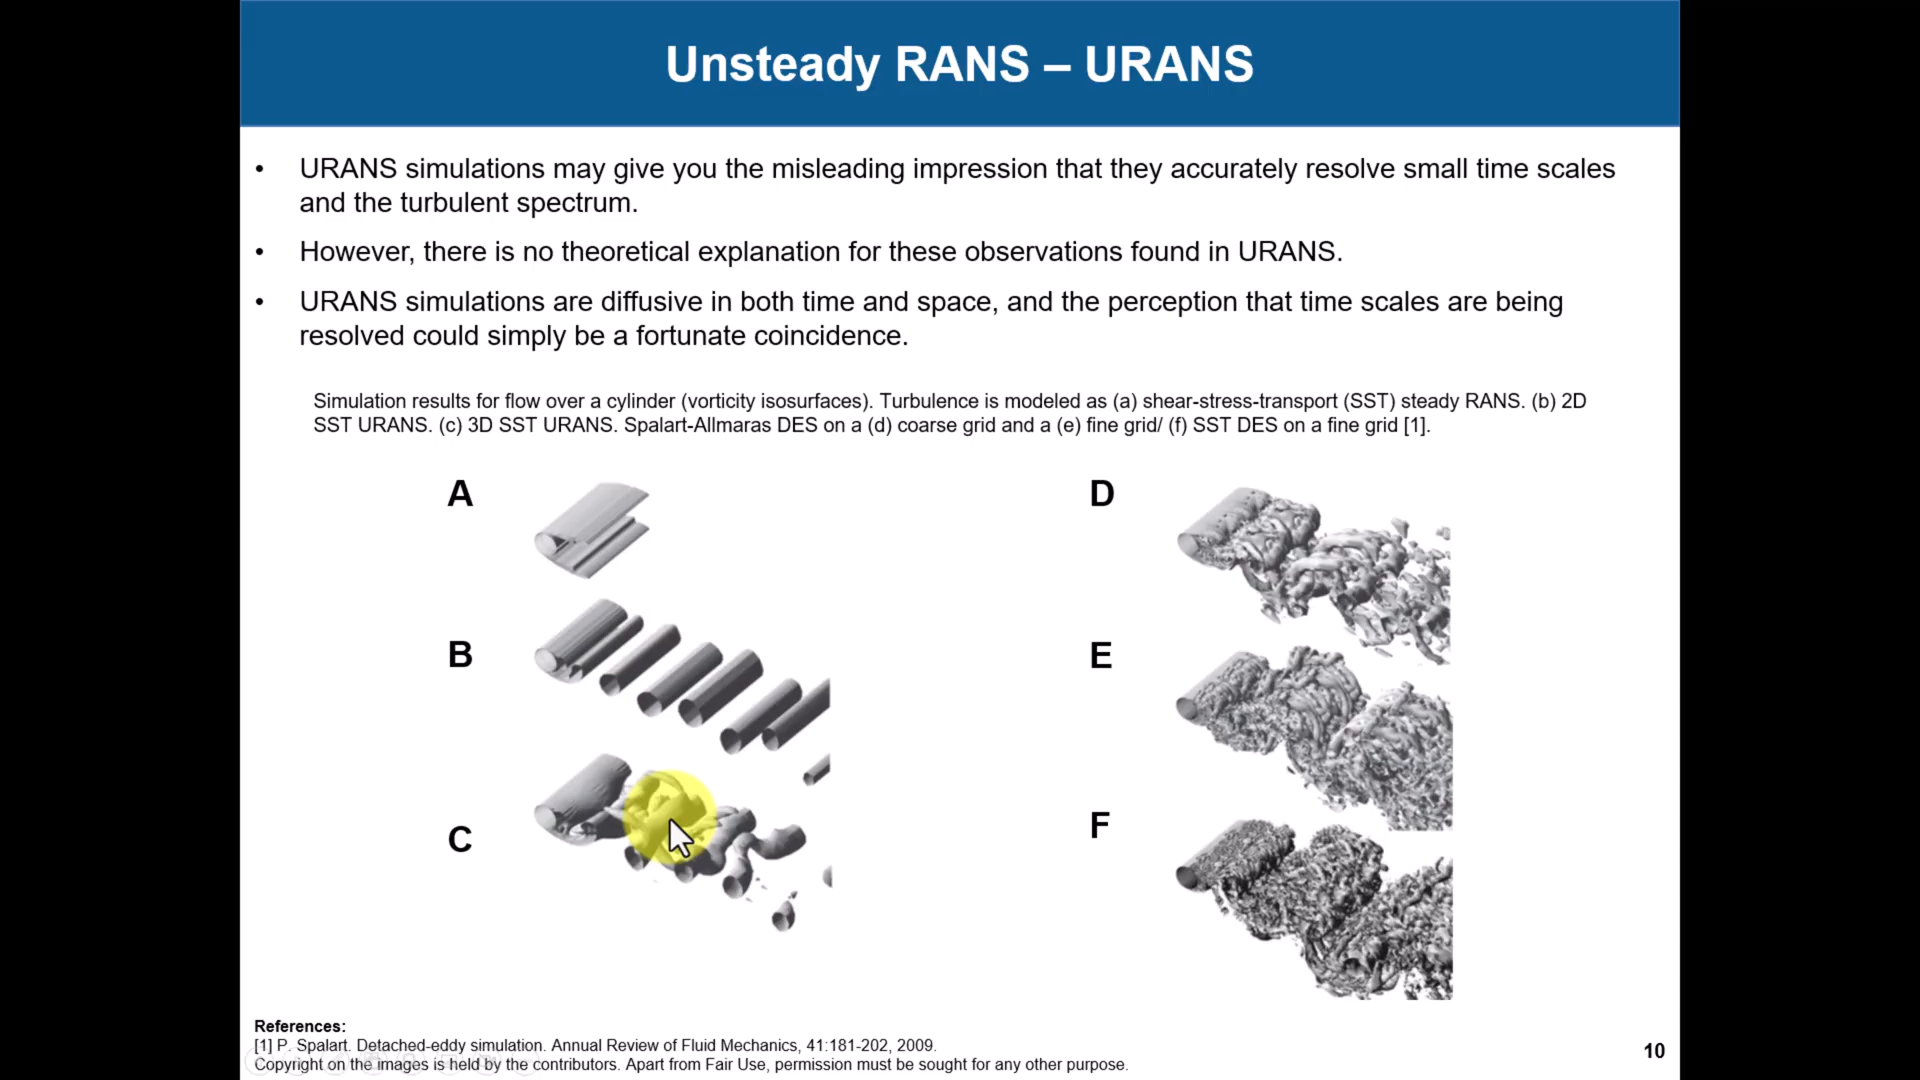 Unsteady RANS – URANS
• URANS simulations may give you the misleading impression that they accurately resolve small time scales
and the turbulent spectrum.
• However, there is no theoretical explanation for these observations found in URANS.
• URANS simulations are diffusive in both time and space, and the perception that time scales are being
resolved could simply be a fortunate coincidence.
Simulation results for flow over a cylinder (vorticity isosurfaces). Turbulence is modeled as (a) shear-stress-transport (SST) steady RANS. (b) 2D
SST URANS. (c) 3D SST URANS. Spalart-Allmaras DES on a (d) coarse grid and a (e) fine grid/ (f) SST DES on a fine grid [1].
A
B
C
D
E
F
References:
[1] P. Spalart. Detached-eddy simulation. Annual Review of Fluid Mechanics, 41:181-202, 2009.
Copyright on the images is held by the contributors. Apart from Fair Use, permission must be sought for any other purpose.
10